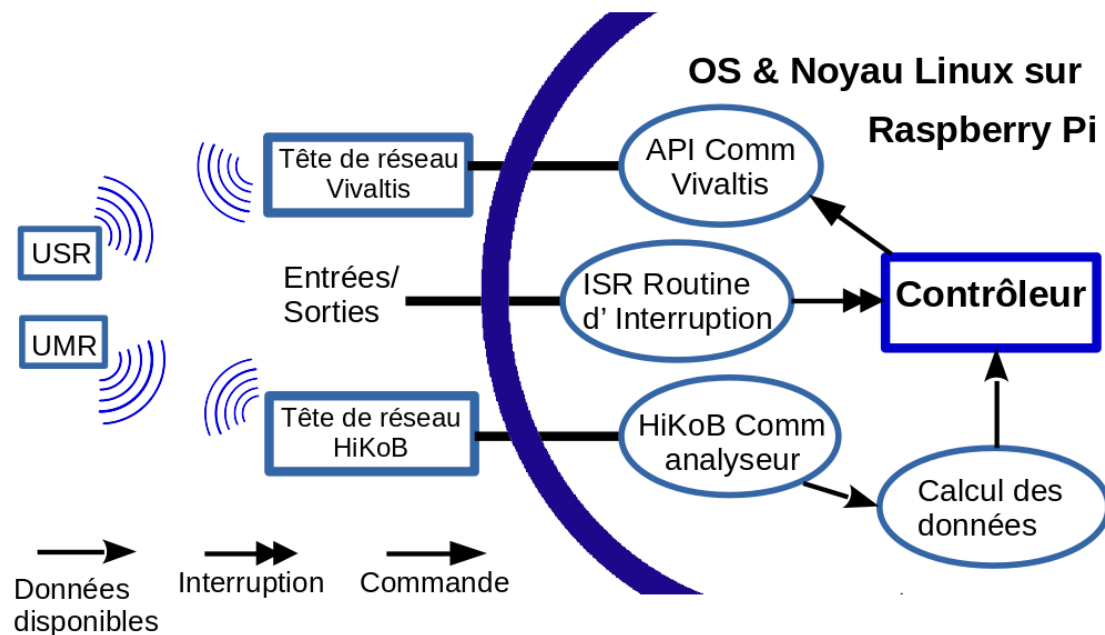 OS & Noyau Linux sur
Raspberry Pi
Tête de réseau
Vivaltis
API Comm
Vivaltis
USR
Entrées/
Sorties
ISR Routine
d’ Interruption
Contrôleur
UMR
Tête de réseau
HiKoB
HiKoB Comm
analyseur
Calcul des
données
Données
disponibles
Interruption
Commande